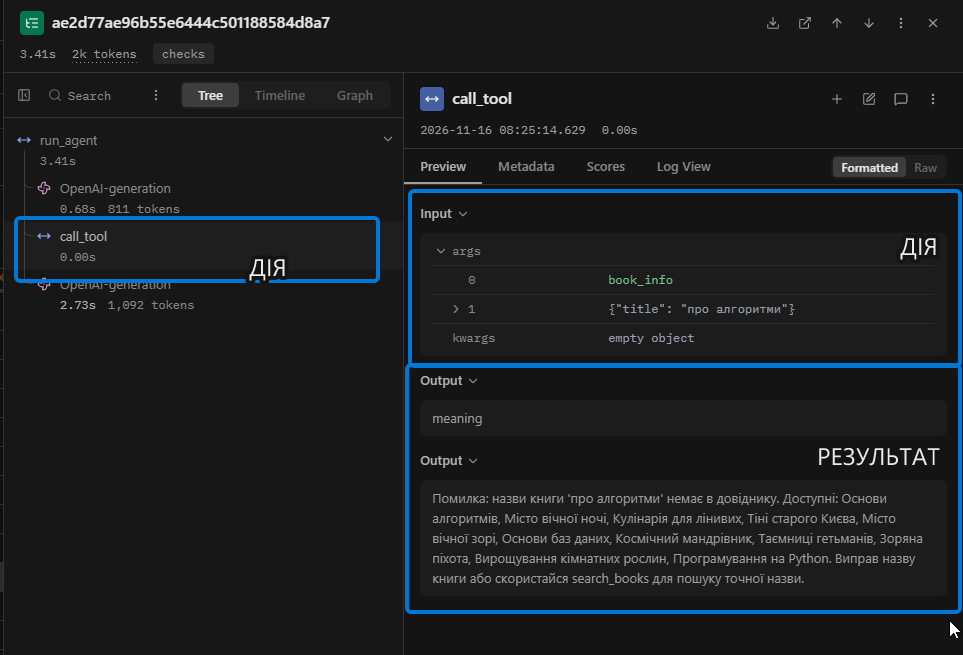 ae2d77ae96b55e6444c501188584d8a7
3.41s 2k tokens checks
Search Tree Timeline Graph
run_agent
3.41s
OpenAI-generation
0.68s 811 tokens
call_tool
0.00s
ДІЯ
OpenAI-generation
2.73s 1,092 tokens
call_tool
2026-11-16 08:25:14.629 0.00s
Preview Metadata Scores Log View Formatted Raw
Input
ДІЯ
args
0 book_info
1 {"title": "про алгоритми"}
kwargs empty object
Output
meaning
Output
РЕЗУЛЬТАТ
Помилка: назви книги 'про алгоритми' немає в довіднику. Доступні: Основи
алгоритмів, Місто вічної ночі, Кулінарія для лінивих, Тіні старого Києва, Місто
вічної зорі, Основи баз даних, Космічний мандрівник, Таємниці гетьманів, Зоряна
піхота, Вирощування кімнатних рослин, Програмування на Python. Виправ назву
книги або скористайся search_books для пошуку точної назви.